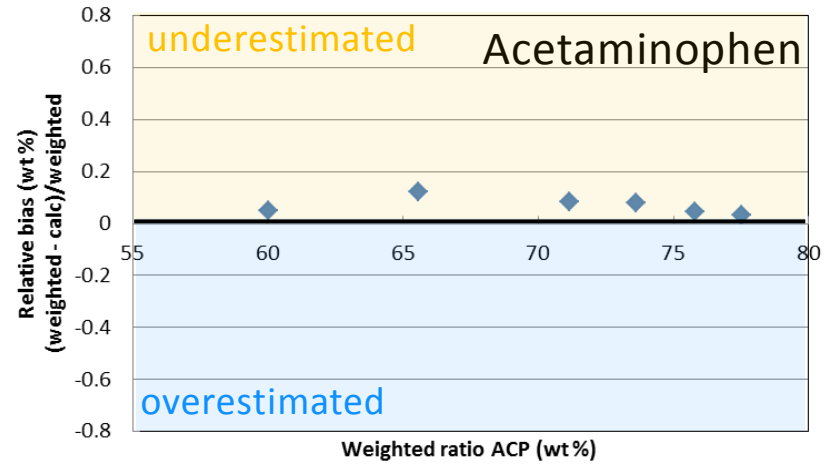 0.8
underestimated
Acetaminophen
0.6
0.4
0.2
0
55 60 65 70 75 80
-0.2
-0.4
-0.6
overestimated
-0.8
Relative bias (wt%)
(weighted - calc)/weighted
Weighted ratio ACP (wt%)